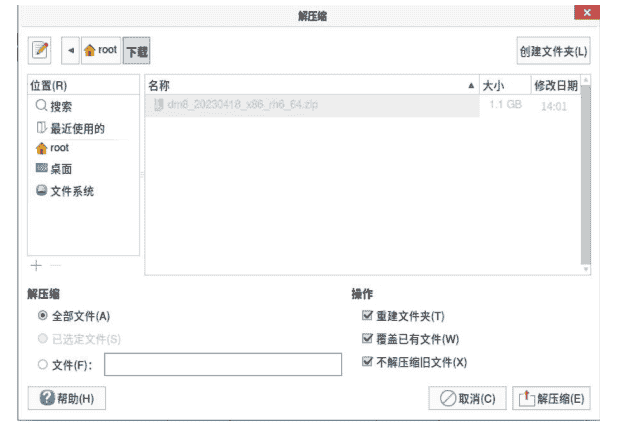 解压缩
root 下载 创建文件夹(L)
位置(R) 名称 大小 修改日期
搜索 dm8_20230418_x86_rh6_64.zip 1.1 GB 14:01
最近使用的
root
桌面
文件系统
解压缩 操作
全部文件(A) 重建文件夹(T)
已选定文件(S) 覆盖已有文件(W)
文件(F): 不解压缩旧文件(X)
帮助(H) 取消(C) 解压缩(E)